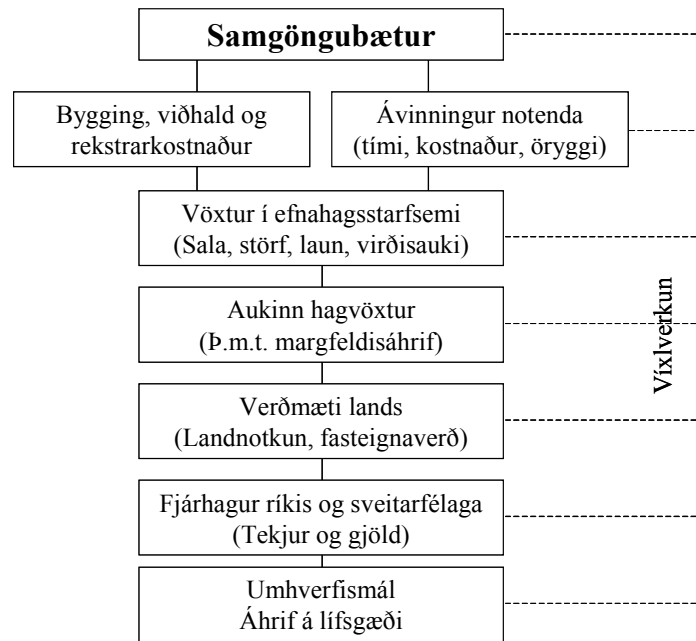 Samgöngubætur
Bygging, viðhald og
rekstrarkostnaður
Ávinningur notenda
(tími, kostnaður, öryggi)
Vöxtur í efnahagsstarfsemi
(Sala, störf, laun, virðisauki)
Aukinn hagvöxtur
(Þ.m.t. margfeldisáhrif)
Verðmæti lands
(Landnotkun, fasteignaverð)
Fjárhagur ríkis og sveitarfélaga
(Tekjur og gjöld)
Umhverfismál
Áhrif á lífsgæði
Víxlverkun